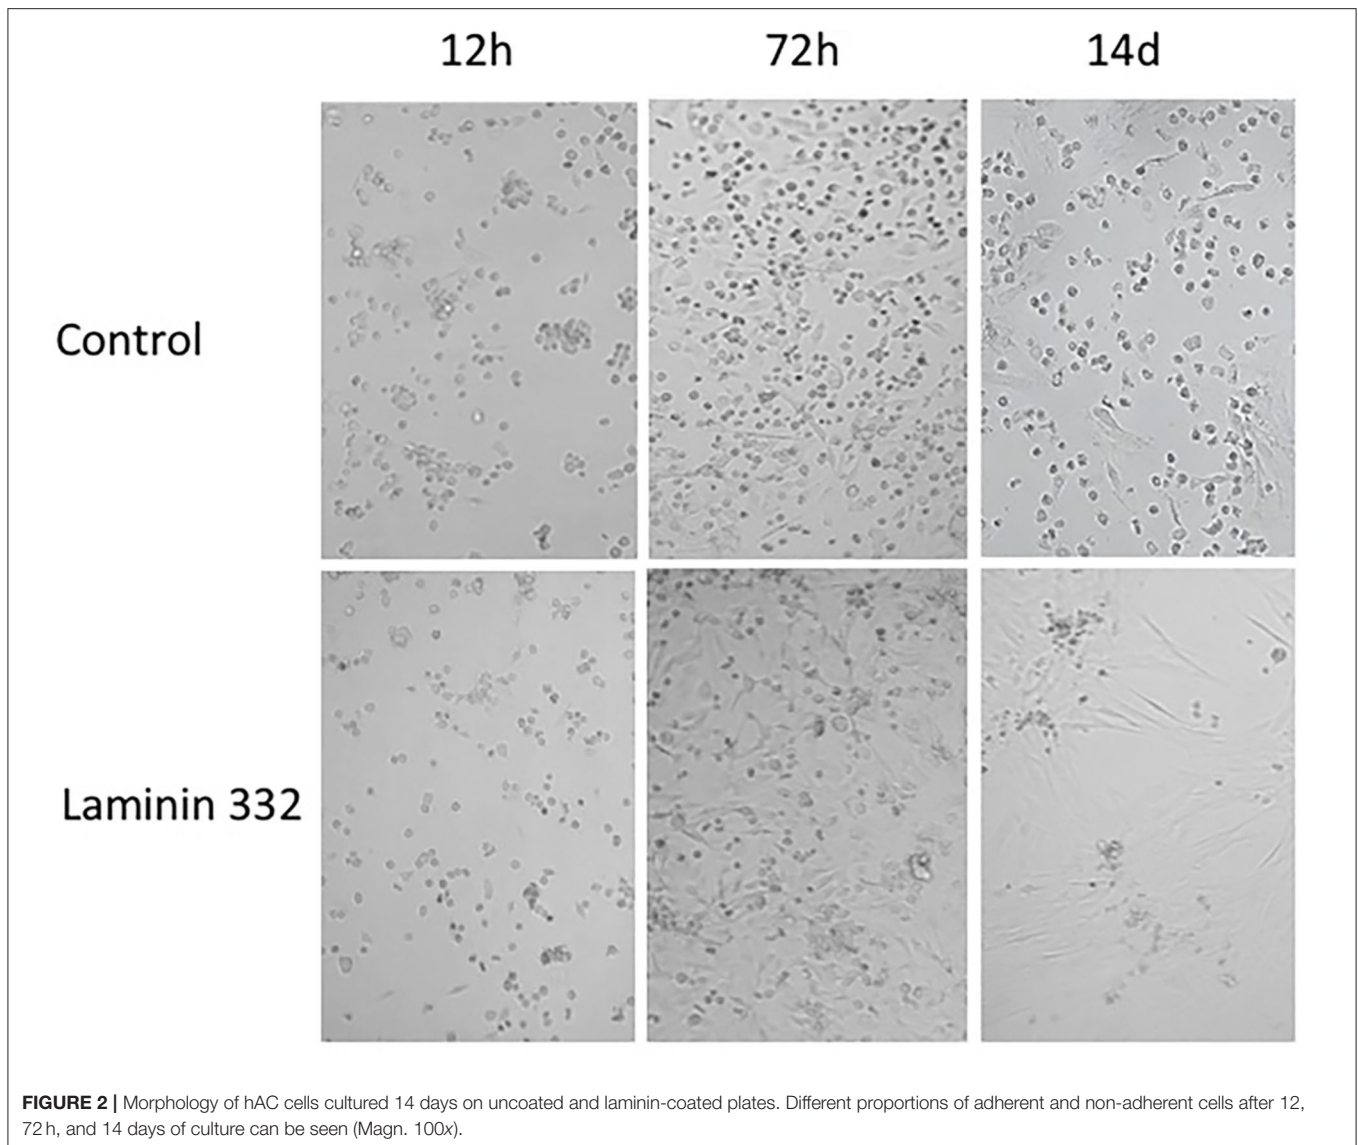 12h 72h 14d
Control
Laminin 332
FIGURE 2 | Morphology of hAC cells cultured 14 days on uncoated and laminin-coated plates. Different proportions of adherent and non-adherent cells after 12,
72 h, and 14 days of culture can be seen (Magn. 100x).